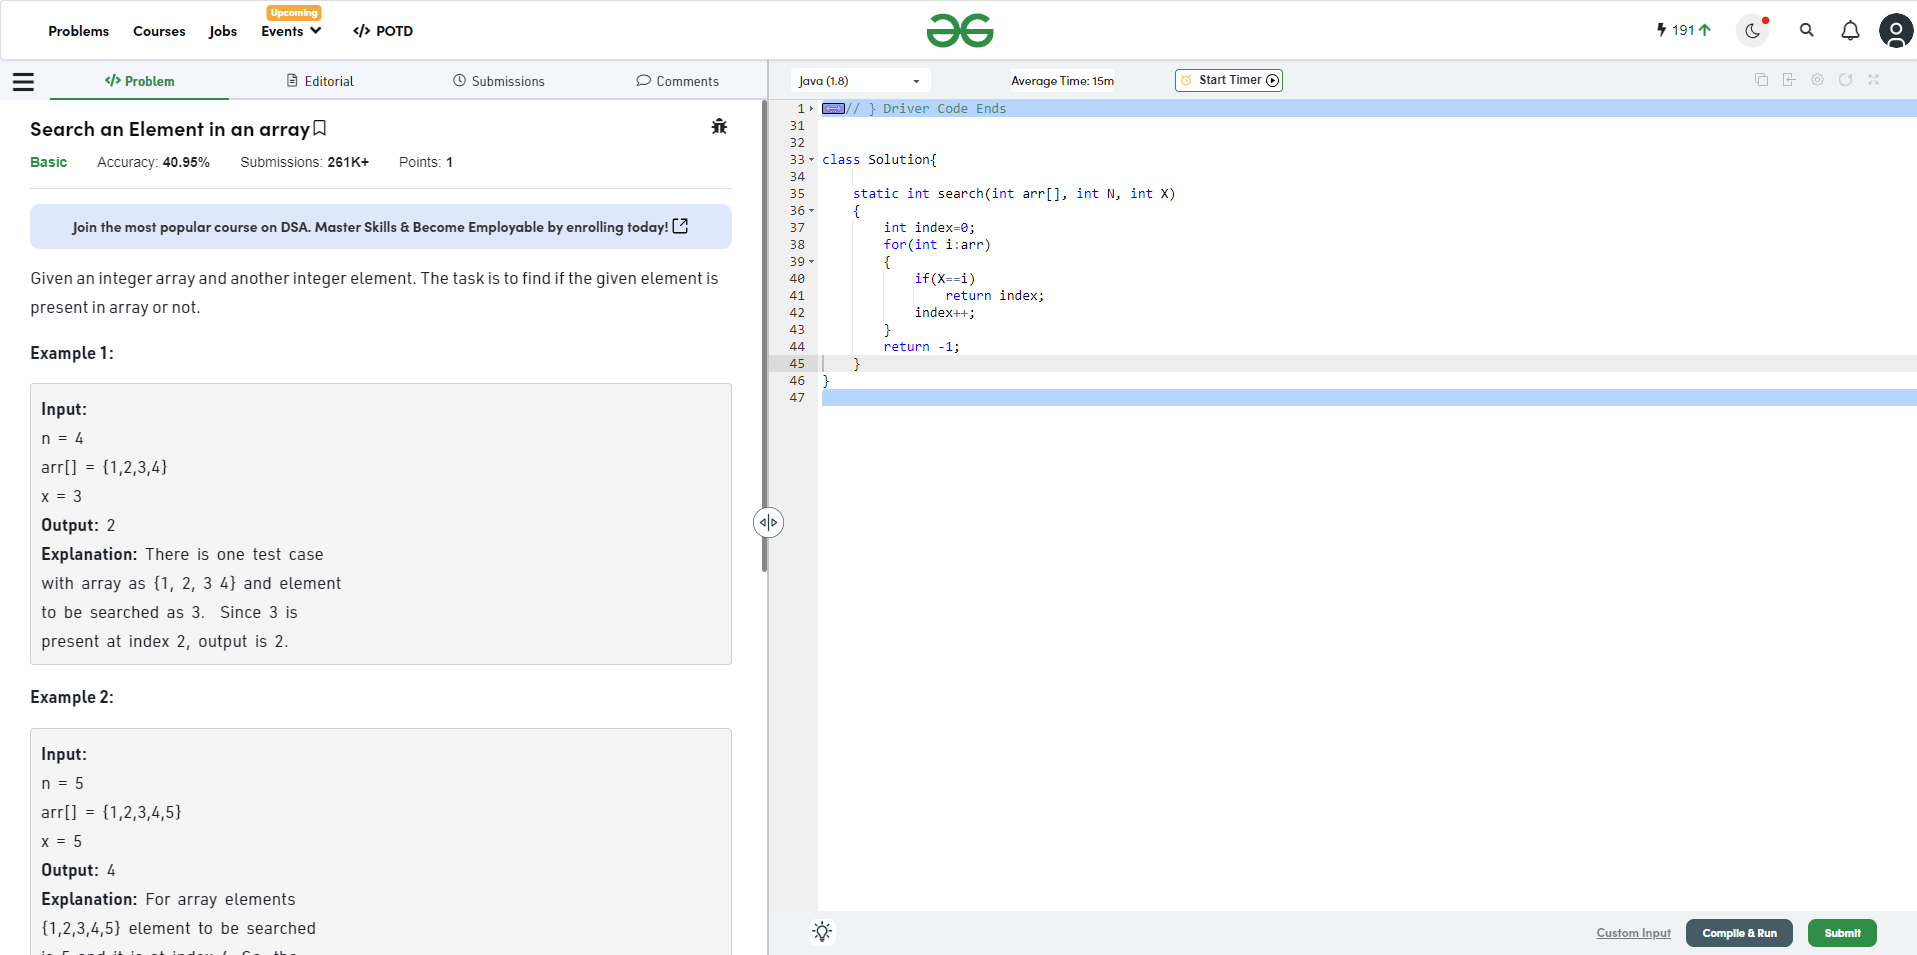 Problems Courses Jobs Upcoming Events </> POTD 191
</> Problem Editorial Submissions Comments
Search an Element in an array
Basic Accuracy: 40.95% Submissions: 261K+ Points: 1
Join the most popular course on DSA. Master Skills & Become Employable by enrolling today!
Given an integer array and another integer element. The task is to find if the given element is
present in array or not.
Example 1:
Input:
n = 4
arr[] = {1,2,3,4}
x = 3
Output: 2
Explanation: There is one test case
with array as {1, 2, 3 4} and element
to be searched as 3. Since 3 is
present at index 2, output is 2.
Example 2:
Input:
n = 5
arr[] = {1,2,3,4,5}
x = 5
Output: 4
Explanation: For array elements
{1,2,3,4,5} element to be searched
Java (1.8) Average Time: 15m Start Timer
1 // } Driver Code Ends
31
32
33 class Solution{
34
35 static int search(int arr[], int N, int X)
36 {
37 int index=0;
38 for(int i:arr)
39 {
40 if(X==i)
41 return index;
42 index++;
43 }
44 return -1;
45 }
46 }
47
Custom Input Compile & Run Submit